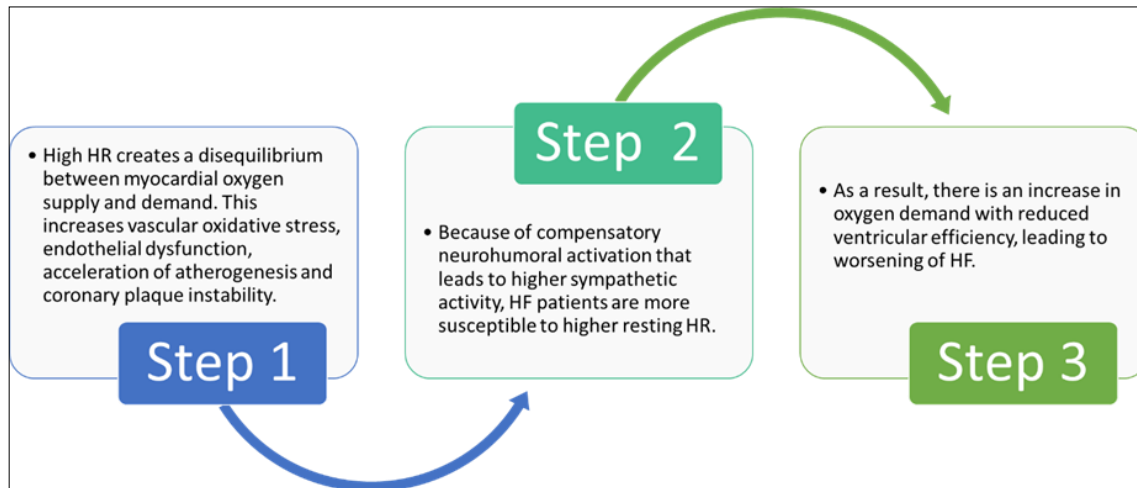 • High HR creates a disequilibrium
between myocardial oxygen
supply and demand. This
increases vascular oxidative stress,
endothelial dysfunction,
acceleration of atherogenesis and
coronary plaque instability.
Step 1
Step 2
• Because of compensatory
neurohumoral activation that
leads to higher sympathetic
activity, HF patients are more
susceptible to higher resting HR.
• As a result, there is an increase in
oxygen demand with reduced
ventricular efficiency, leading to
worsening of HF.
Step 3